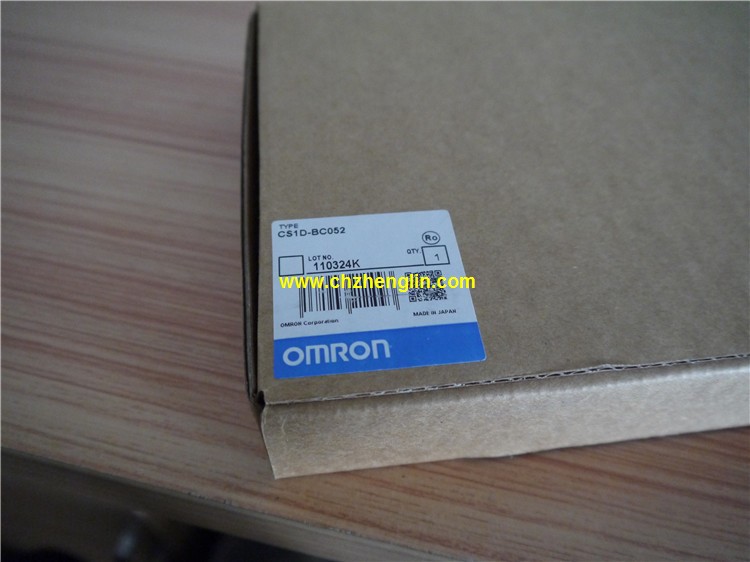 TYPE
CS1D-BC052
Ro
LOT NO.
110324K
QTY.
1
www.chzhenglin.com
OMRON Corporation
MADE IN JAPAN
OMRON